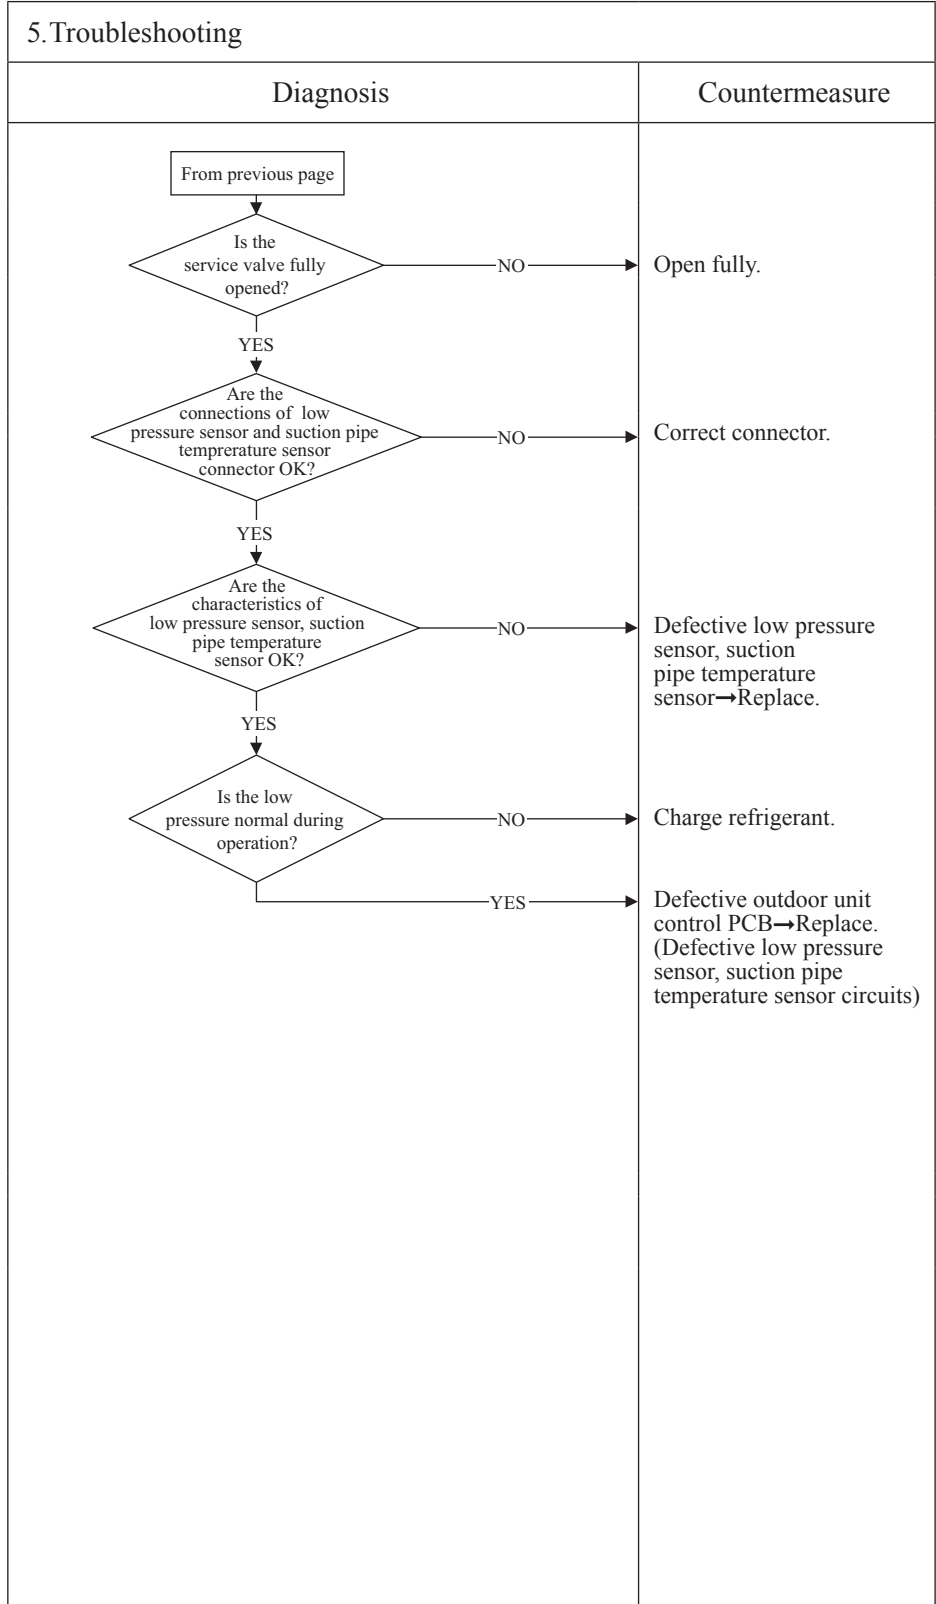 5.Troubleshooting
Diagnosis
Countermeasure
From previous page
Is the
service valve fully
opened?
NO
Open fully.
YES
Are the
connections of low
pressure sensor and suction pipe
temprerature sensor
connector OK?
NO
Correct connector.
YES
Are the
characteristics of
low pressure sensor, suction
pipe temperature
sensor OK?
NO
Defective low pressure
sensor, suction
pipe temperature
sensor→Replace.
YES
Is the low
pressure normal during
operation?
NO
Charge refrigerant.
YES
Defective outdoor unit
control PCB→Replace.
(Defective low pressure
sensor, suction pipe
temperature sensor circuits)